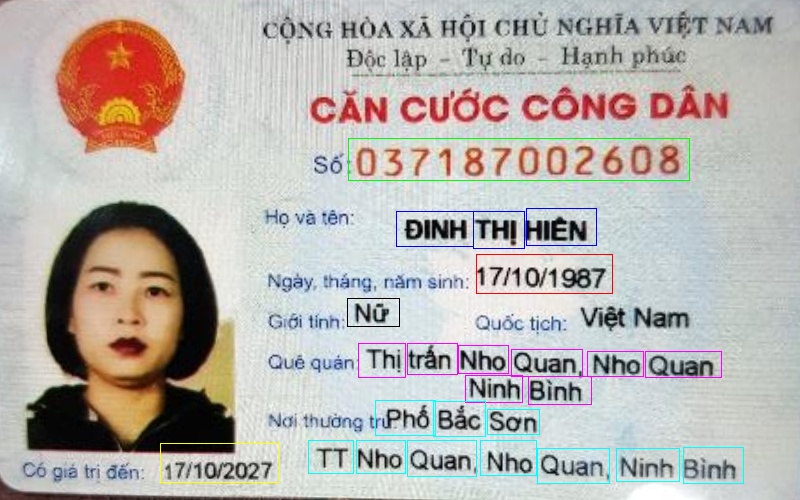 CỘNG HÒA XÃ HỘI CHỦ NGHĨA VIỆT NAM
Độc lập - Tự do - Hạnh phúc
CĂN CƯỚC CÔNG DÂN
Số: 037187002608
Họ và tên: ĐINH THỊ HIÊN
Ngày, tháng, năm sinh: 17/10/1987
Giới tính: Nữ Quốc tịch: Việt Nam
Quê quán: Thị trấn Nho Quan, Nho Quan
Ninh Bình
Nơi thường trú: Phố Bắc Sơn
TT Nho Quan, Nho Quan, Ninh Bình
Có giá trị đến: 17/10/2027